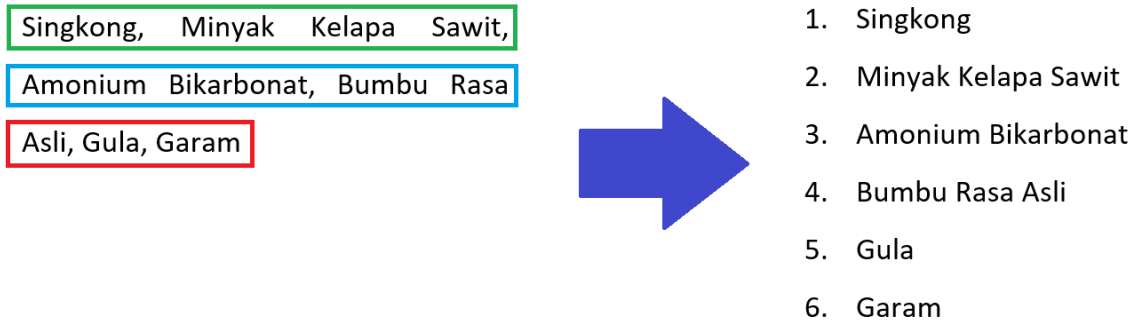 Singkong, Minyak Kelapa Sawit,
Amonium Bikarbonat, Bumbu Rasa
Asli, Gula, Garam
1. Singkong
2. Minyak Kelapa Sawit
3. Amonium Bikarbonat
4. Bumbu Rasa Asli
5. Gula
6. Garam